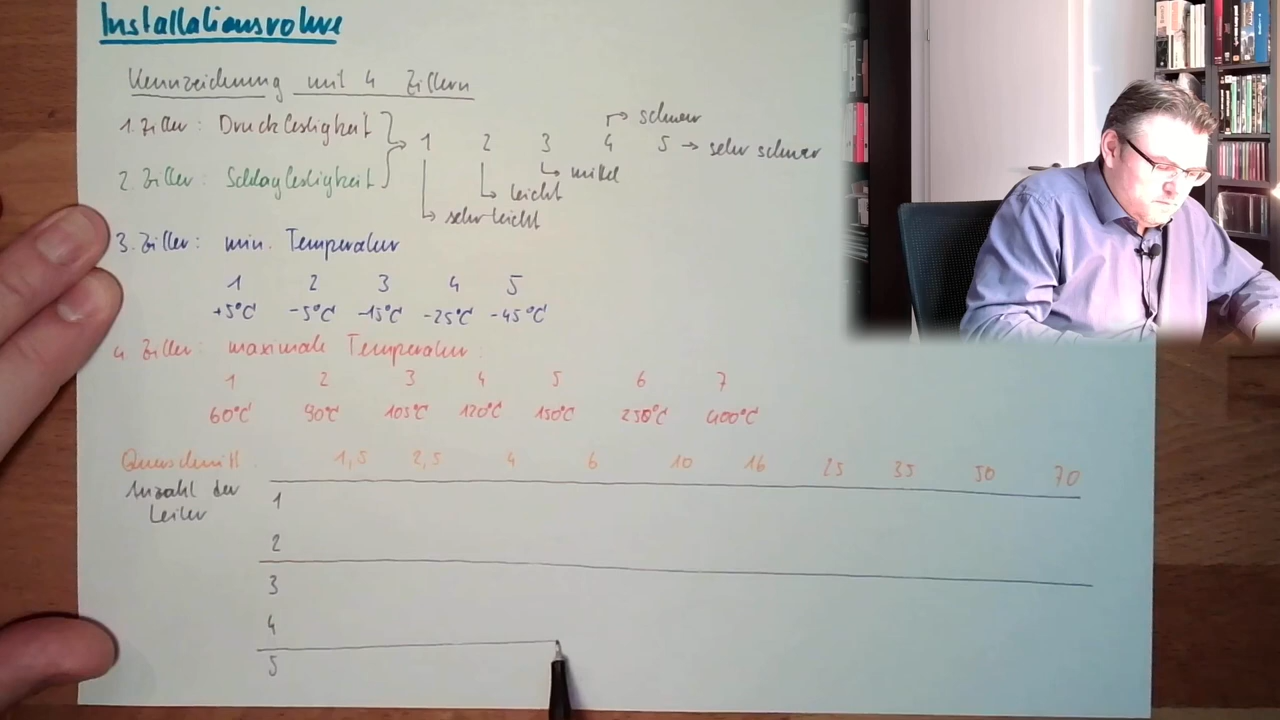 Installationsrohre
Kennzeichnung mit 4 Ziffern
1. Ziffer: Druckfestigkeit
1 2 3 4 5 → sehr schwer
schwer
mittel
2. Ziffer: Schlagfestigkeit
leicht
sehr leicht
3. Ziffer: min. Temperatur
1 2 3 4 5
+5°C -5°C -15°C -25°C -45°C
4. Ziffer: maximale Temperatur
1 2 3 4 5 6 7
60°C 90°C 105°C 120°C 150°C 250°C 400°C
Querschnitt 1,5 2,5 4 6 10 16 25 35 50 70
Anzahl der
Leiter
1
2
3
4
5